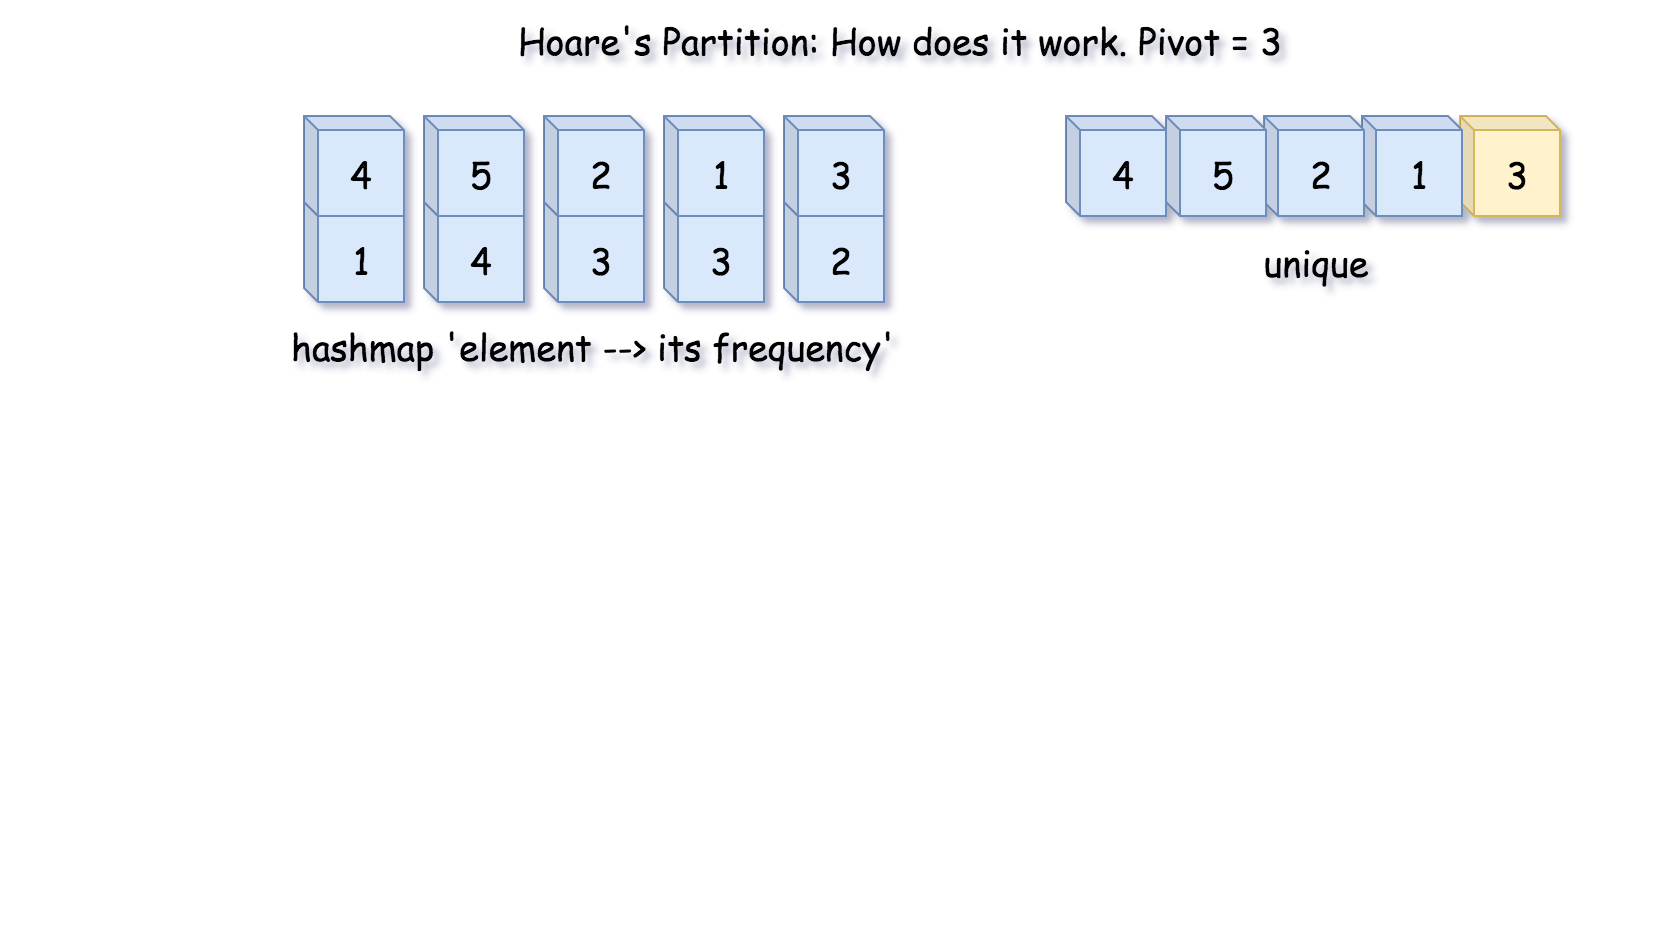 Hoare's Partition: How does it work. Pivot = 3
4 5 2 1 3
1 4 3 3 2
hashmap 'element --> its frequency'
4 5 2 1 3
unique